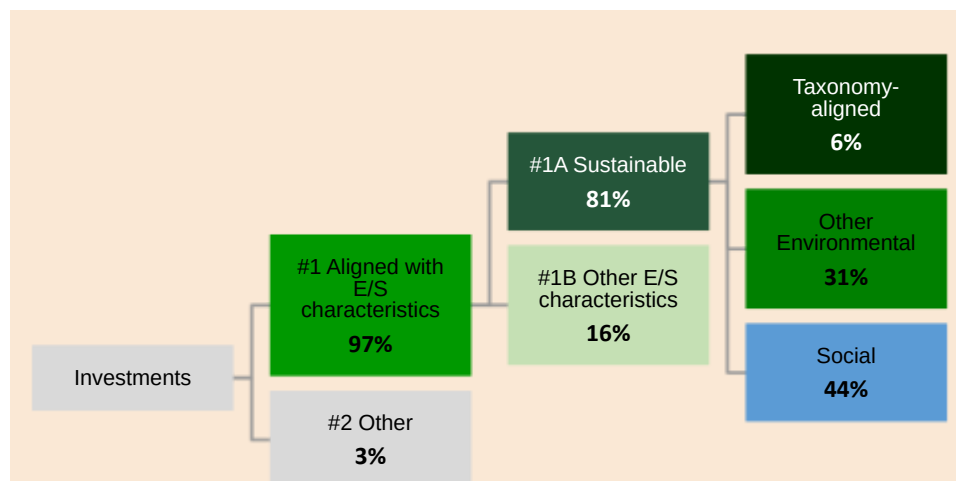 Investments
#1 Aligned with
E/S
characteristics
97%
#2 Other
3%
#1A Sustainable
81%
#1B Other E/S
characteristics
16%
Taxonomy-
aligned
6%
Other
Environmental
31%
Social
44%